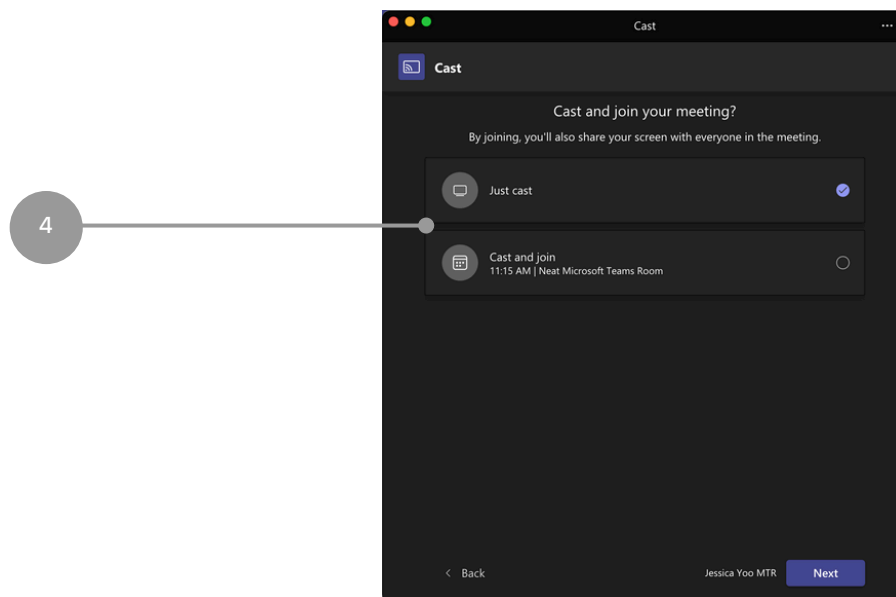 Cast
Cast
Cast and join your meeting?
By joining, you'll also share your screen with everyone in the meeting.
Just cast
4
Cast and join
11:15 AM | Neat Microsoft Teams Room
Back
Jessica Yoo MTR
Next